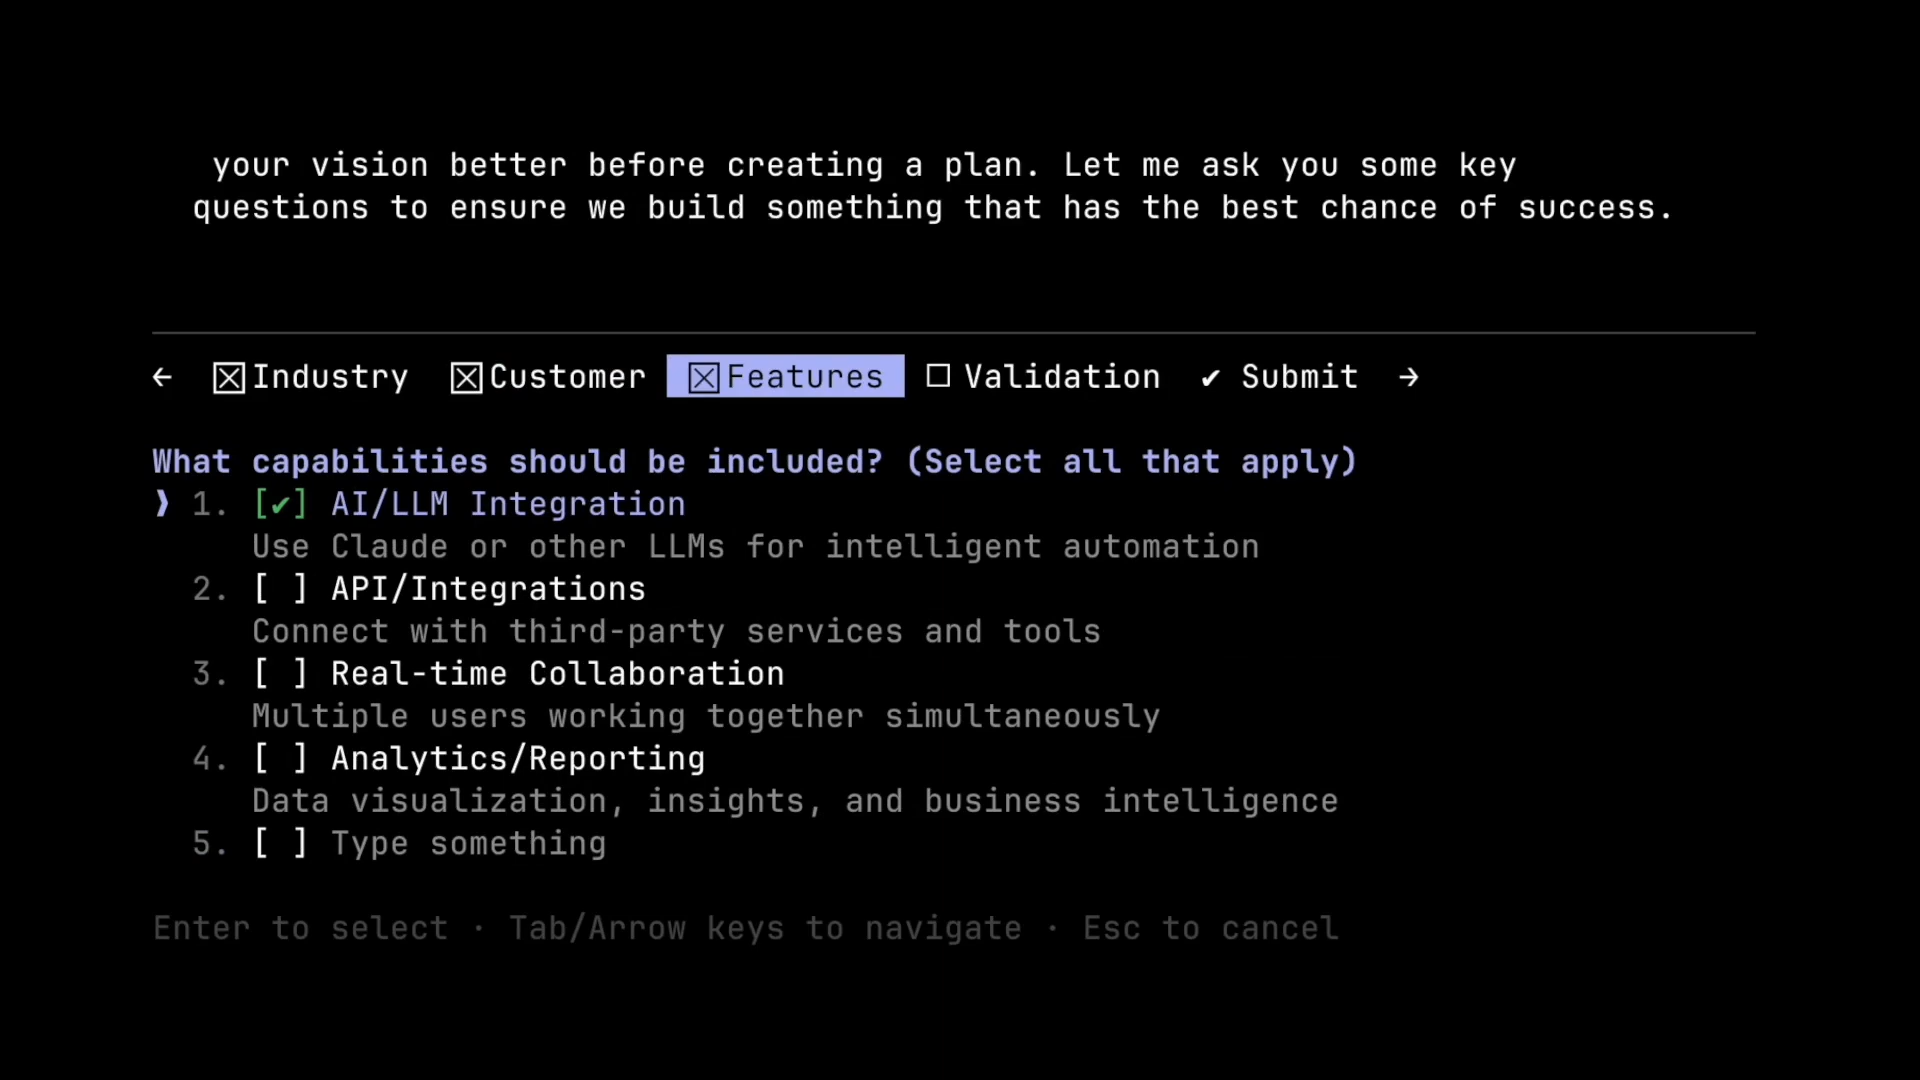 your vision better before creating a plan. Let me ask you some key
questions to ensure we build something that has the best chance of success.
← ☒ Industry ☒ Customer ☒ Features ☐ Validation ✔ Submit →
What capabilities should be included? (Select all that apply)
❯ 1. [✔] AI/LLM Integration
Use Claude or other LLMs for intelligent automation
2. [ ] API/Integrations
Connect with third-party services and tools
3. [ ] Real-time Collaboration
Multiple users working together simultaneously
4. [ ] Analytics/Reporting
Data visualization, insights, and business intelligence
5. [ ] Type something
Enter to select · Tab/Arrow keys to navigate · Esc to cancel